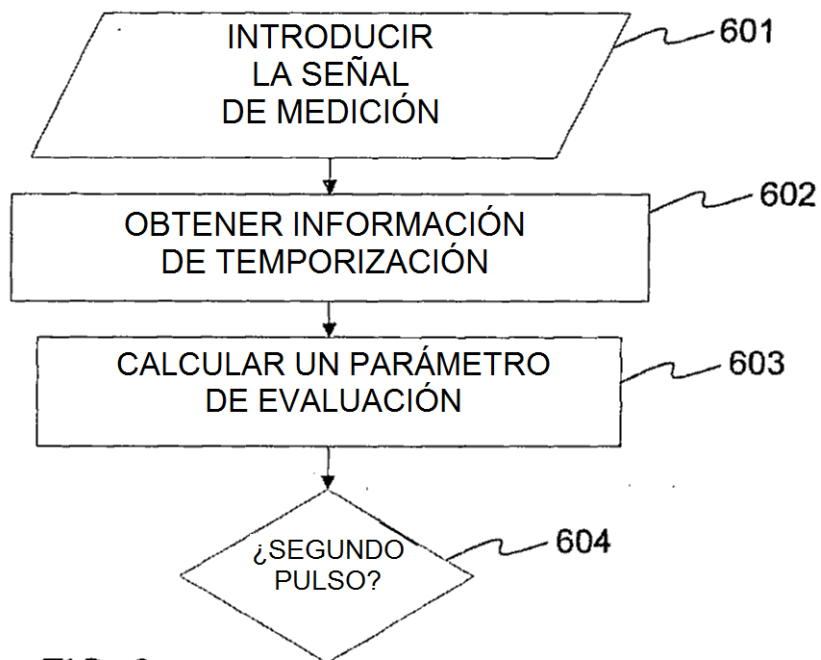 INTRODUCIR
LA SEÑAL
DE MEDICIÓN
601
OBTENER INFORMACIÓN
DE TEMPORIZACIÓN
602
CALCULAR UN PARÁMETRO
DE EVALUACIÓN
603
¿SEGUNDO
PULSO?
604